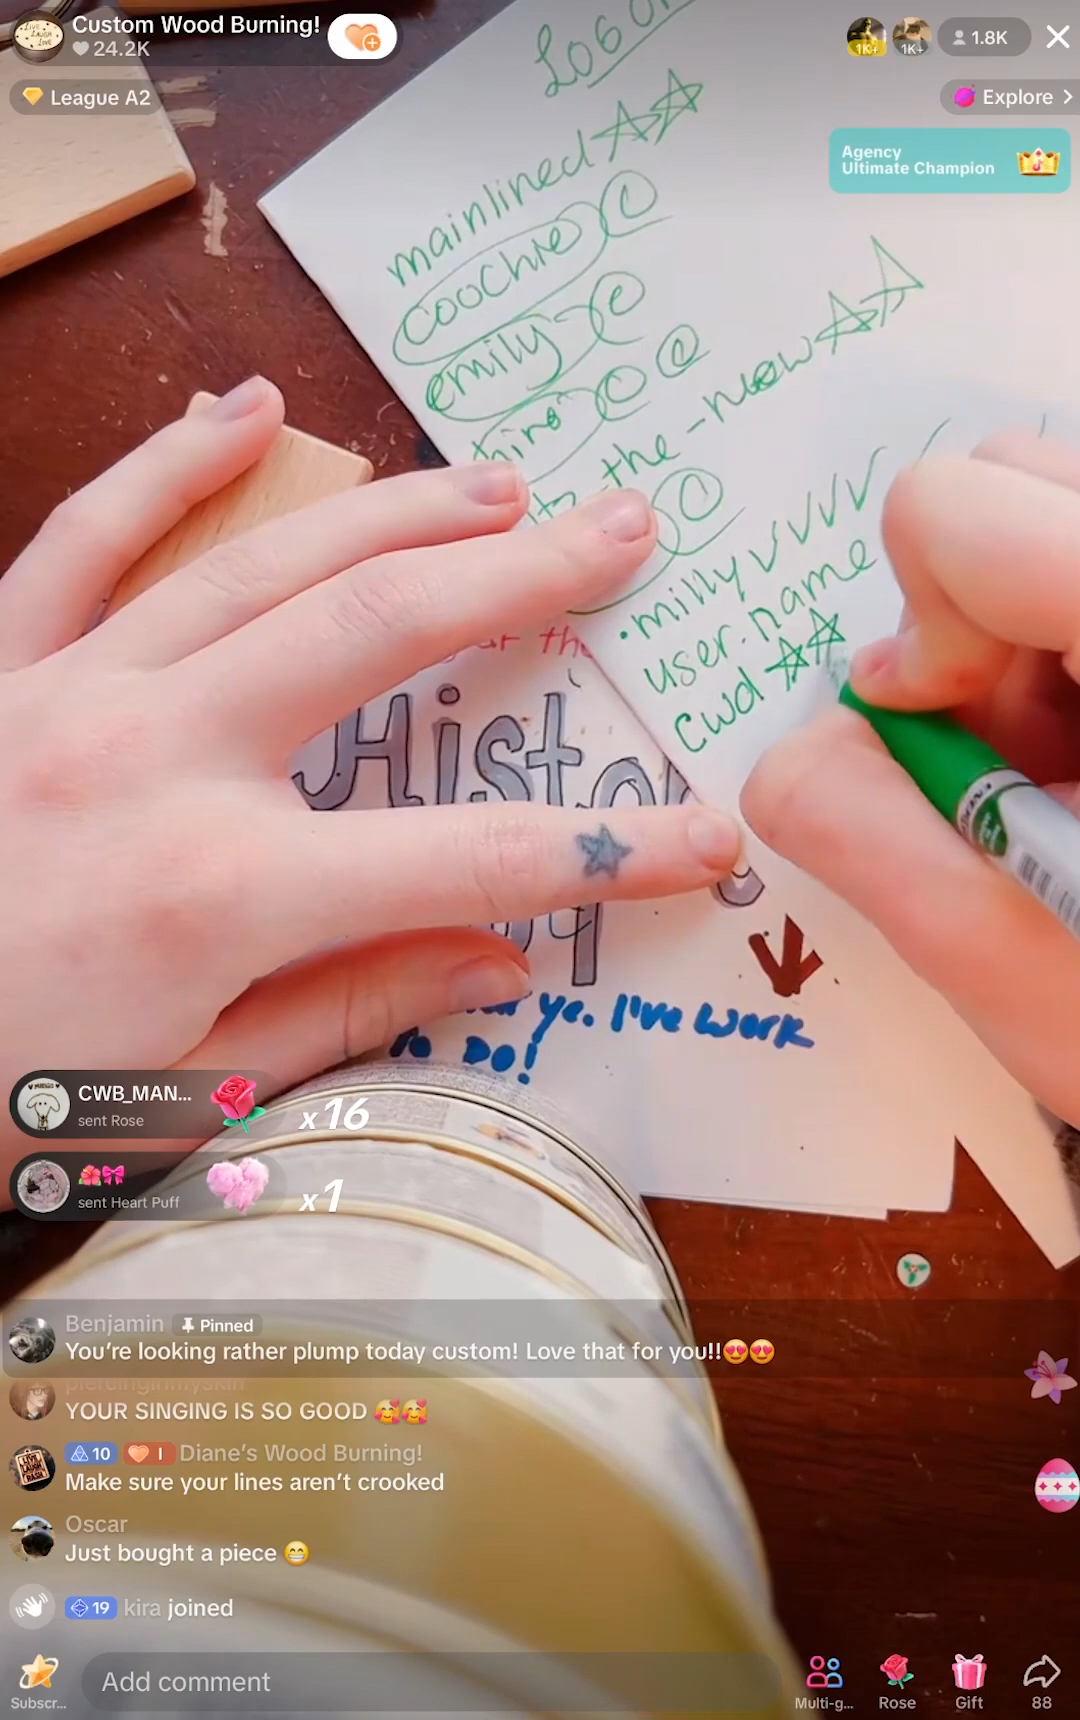 Custom Wood Burning!
24.2K
1K+
1K+
1.8K
League A2
Explore
Agency
Ultimate Champion
mainlined
coochie
emily
the-new
.milly
user.name
cwd
the
Histo
ye. I've work
To DO!
CWB_MAN...
sent Rose
x16
sent Heart Puff
x1
Benjamin Pinned
You're looking rather plump today custom! Love that for you!!😍😍
YOUR SINGING IS SO GOOD 🥰🥰
10 I Diane's Wood Burning!
Make sure your lines aren't crooked
Oscar
Just bought a piece 😁
19 kira joined
Add comment
Subscr...
Multi-g...
Rose
Gift
88